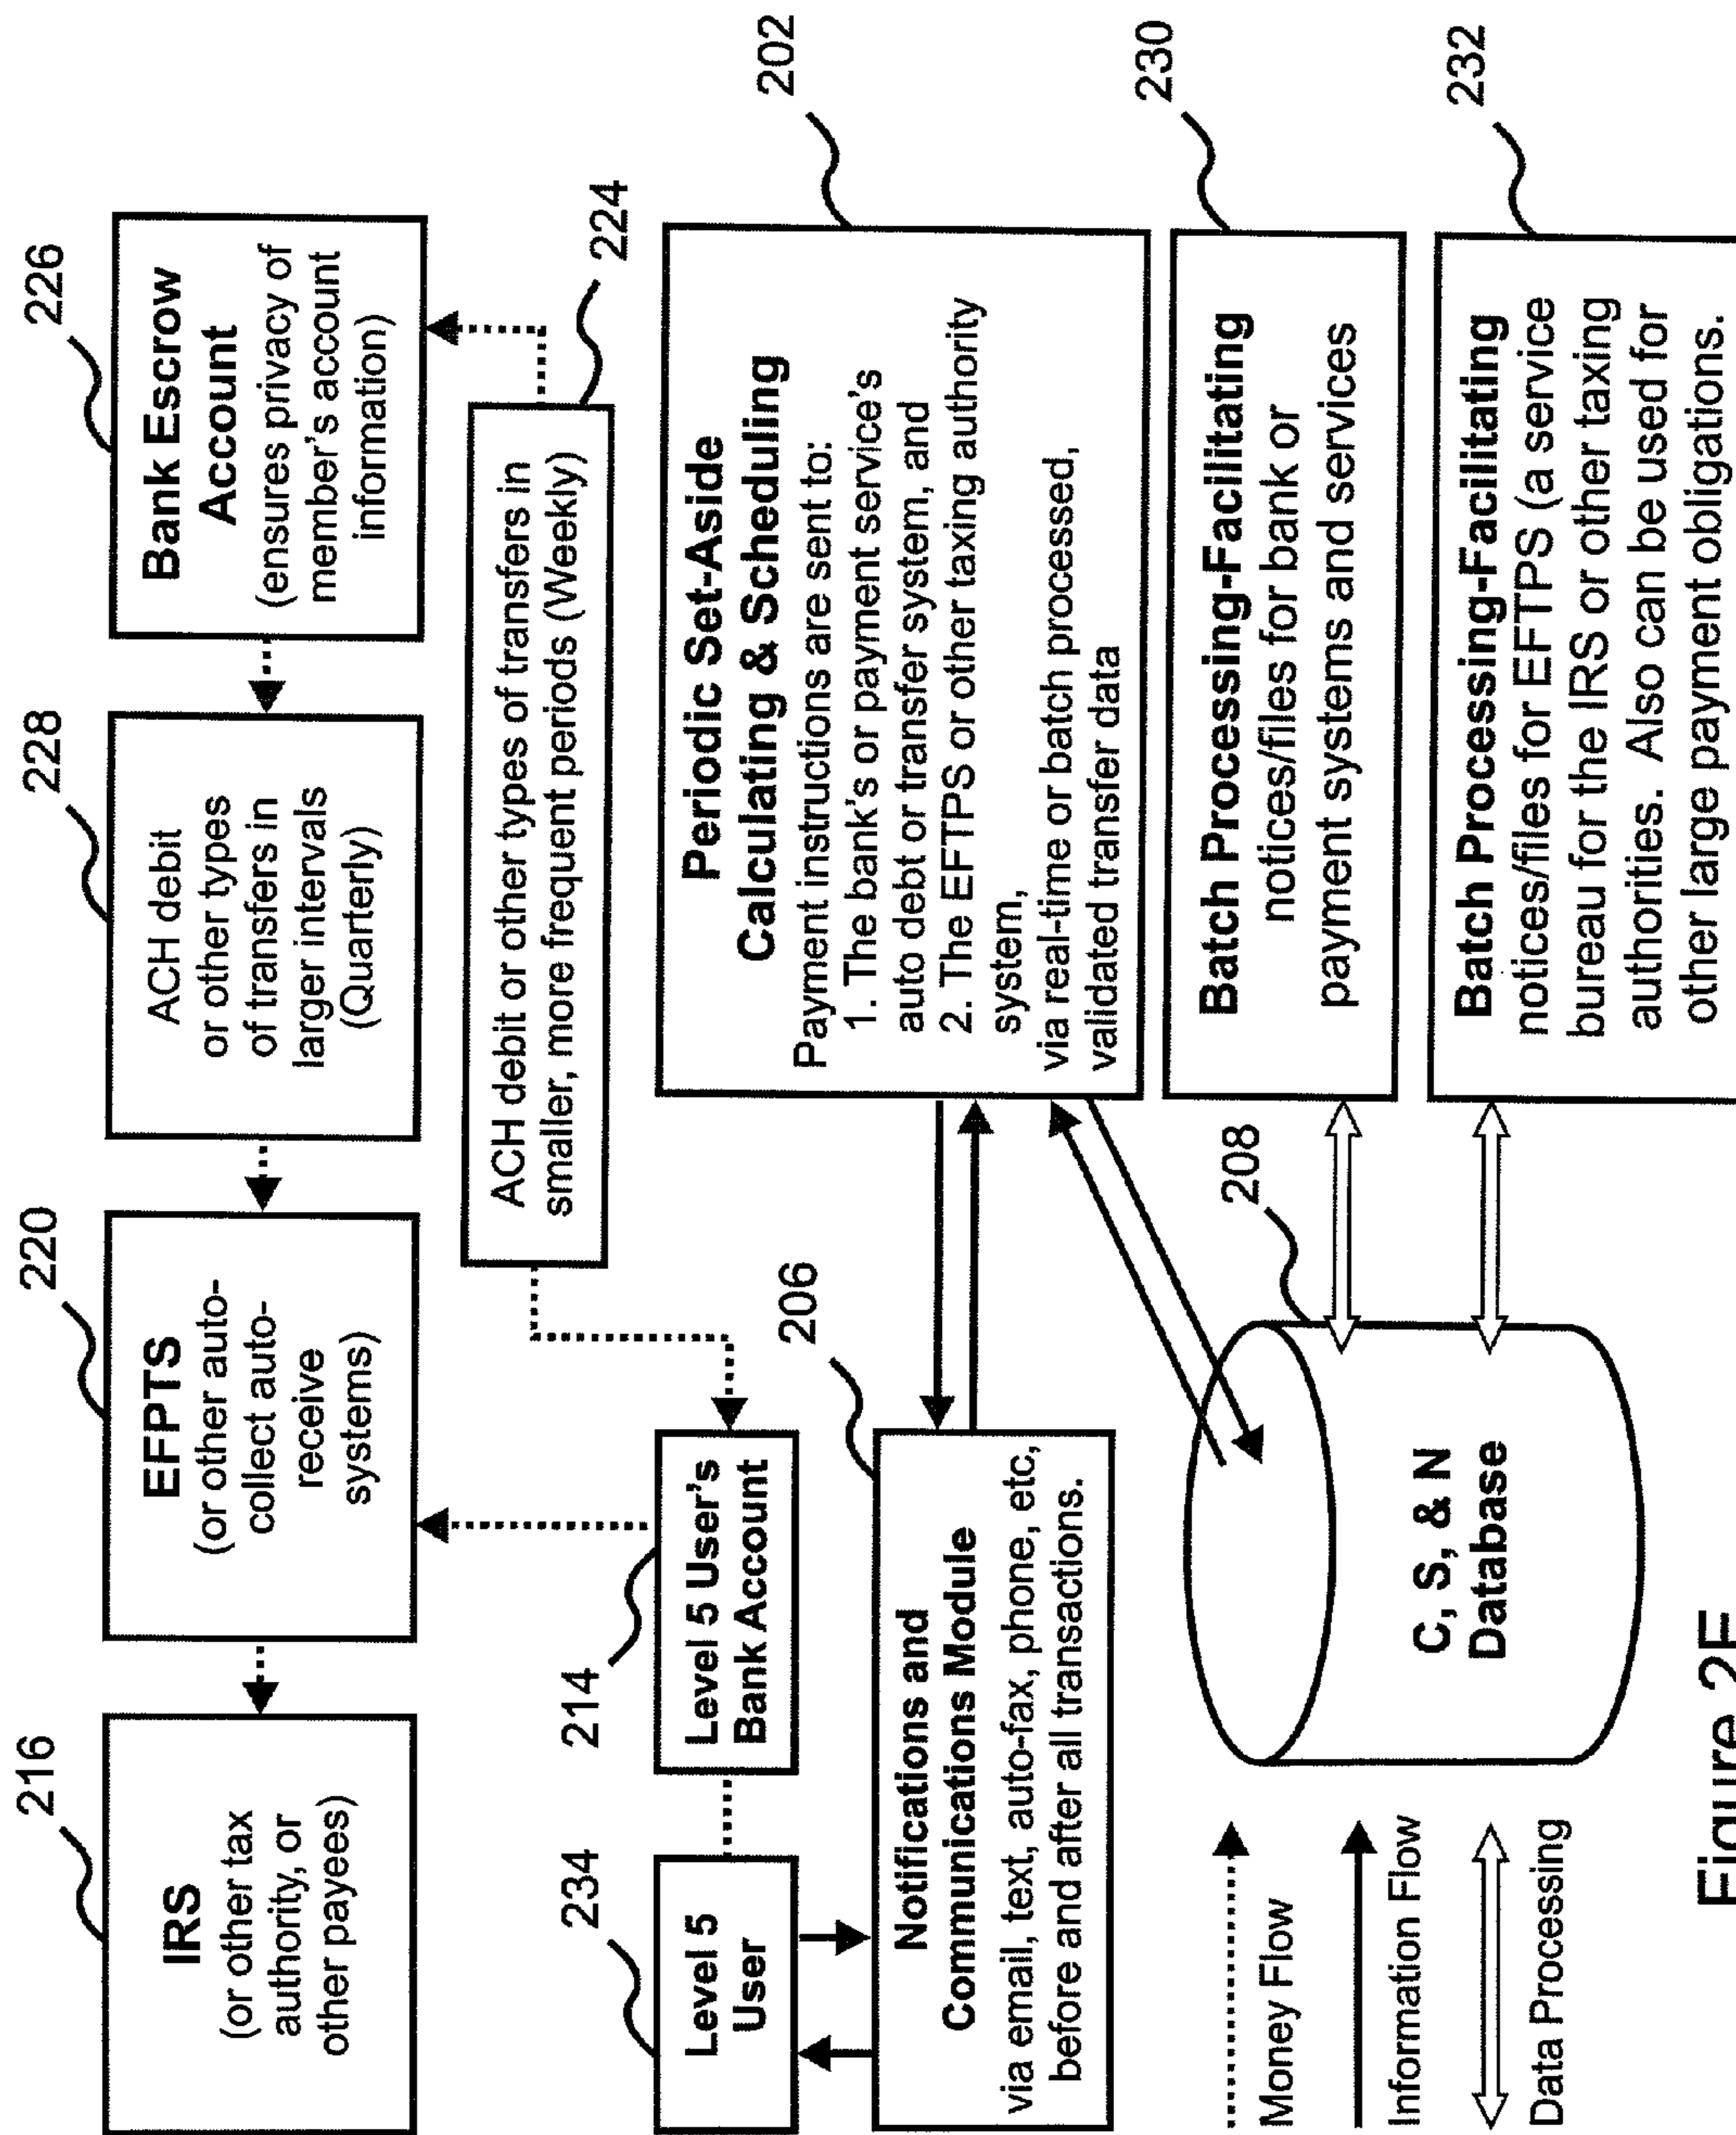 216
IRS
(or other tax
authority, or
other payees)
220
EFPTS
(or other auto-
collect auto-
receive
systems)
228
ACH debit
or other types
of transfers in
larger intervals
(Quarterly)
226
Bank Escrow
Account
(ensures privacy of
member's account
information)
ACH debit or other types of transfers in
smaller, more frequent periods (Weekly)
224
234
Level 5
User
214
Level 5 User's
Bank Account
206
Notifications and
Communications Module
via email, text, auto-fax, phone, etc,
before and after all transactions.
202
Periodic Set-Aside
Calculating & Scheduling
Payment instructions are sent to:
1. The bank's or payment service's
auto debt or transfer system, and
2. The EFTPS or other taxing authority
system,
via real-time or batch processed,
validated transfer data
208
C, S, & N
Database
230
Batch Processing-Facilitating
notices/files for bank or
payment systems and services
232
Batch Processing-Facilitating
notices/files for EFTPS (a service
bureau for the IRS or other taxing
authorities. Also can be used for
other large payment obligations.
Money Flow
Information Flow
Data Processing
Figure